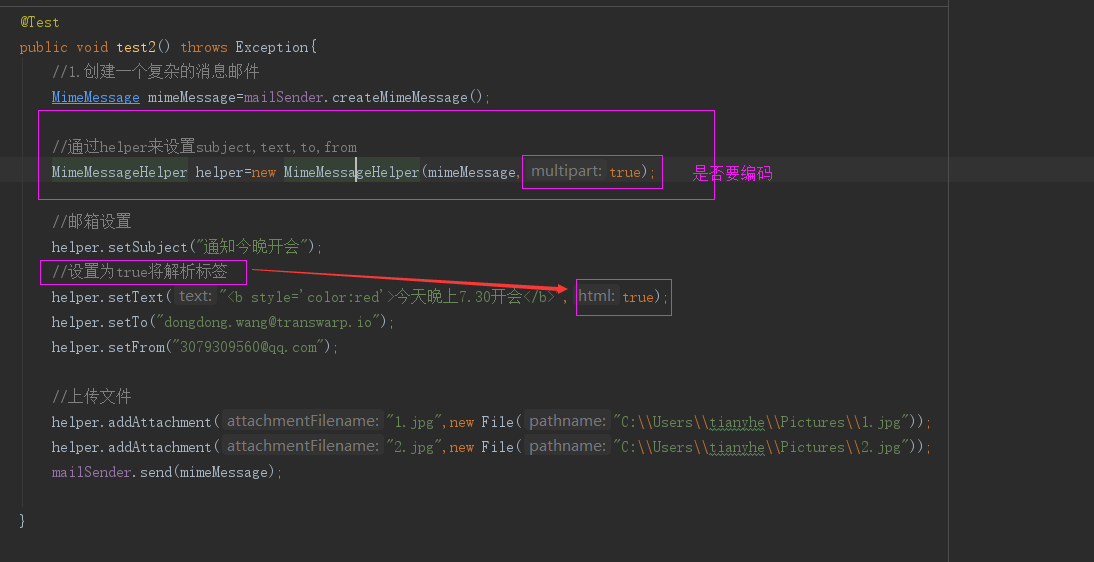 @Test
public void test2() throws Exception{
//1.创建一个复杂的消息邮件
MimeMessage mimeMessage=mailSender.createMimeMessage();
//通过helper来设置subject,text,to,from
MimeMessageHelper helper=new MimeMessageHelper(mimeMessage, multipart: true); 是否要编码
//邮箱设置
helper.setSubject("通知今晚开会");
//设置为true将解析标签
helper.setText( text: "<b style='color:red'>今天晚上7.30开会</b>", html: true);
helper.setTo("dongdong.wang@transwarp.io");
helper.setFrom("3079309560@qq.com");
//上传文件
helper.addAttachment( attachmentFilename: "1.jpg",new File( pathname: "C:\\Users\\tianyhe\\Pictures\\1.jpg"));
helper.addAttachment( attachmentFilename: "2.jpg",new File( pathname: "C:\\Users\\tianyhe\\Pictures\\2.jpg"));
mailSender.send(mimeMessage);
}